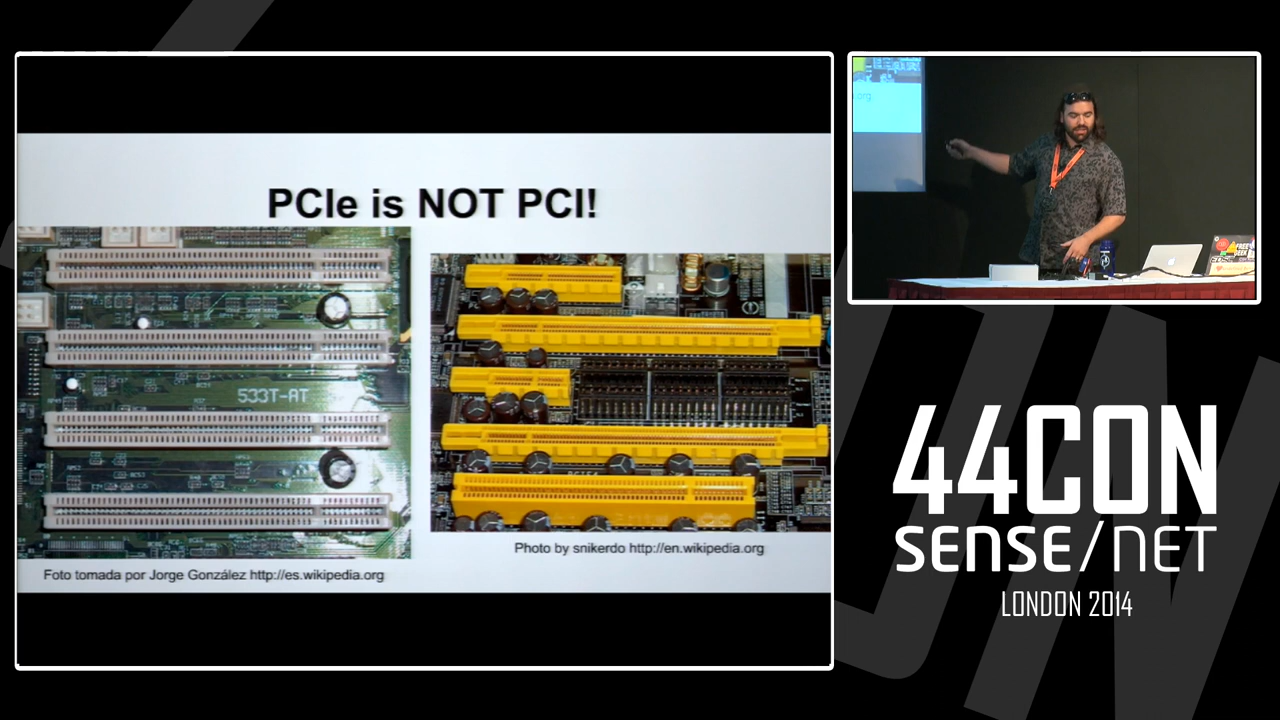 PCIe is NOT PCI!
533T-AT
Photo by snikerdo http://en.wikipedia.org
Foto tomada por Jorge González http://es.wikipedia.org
44CON
SENSE/NET
LONDON 2014